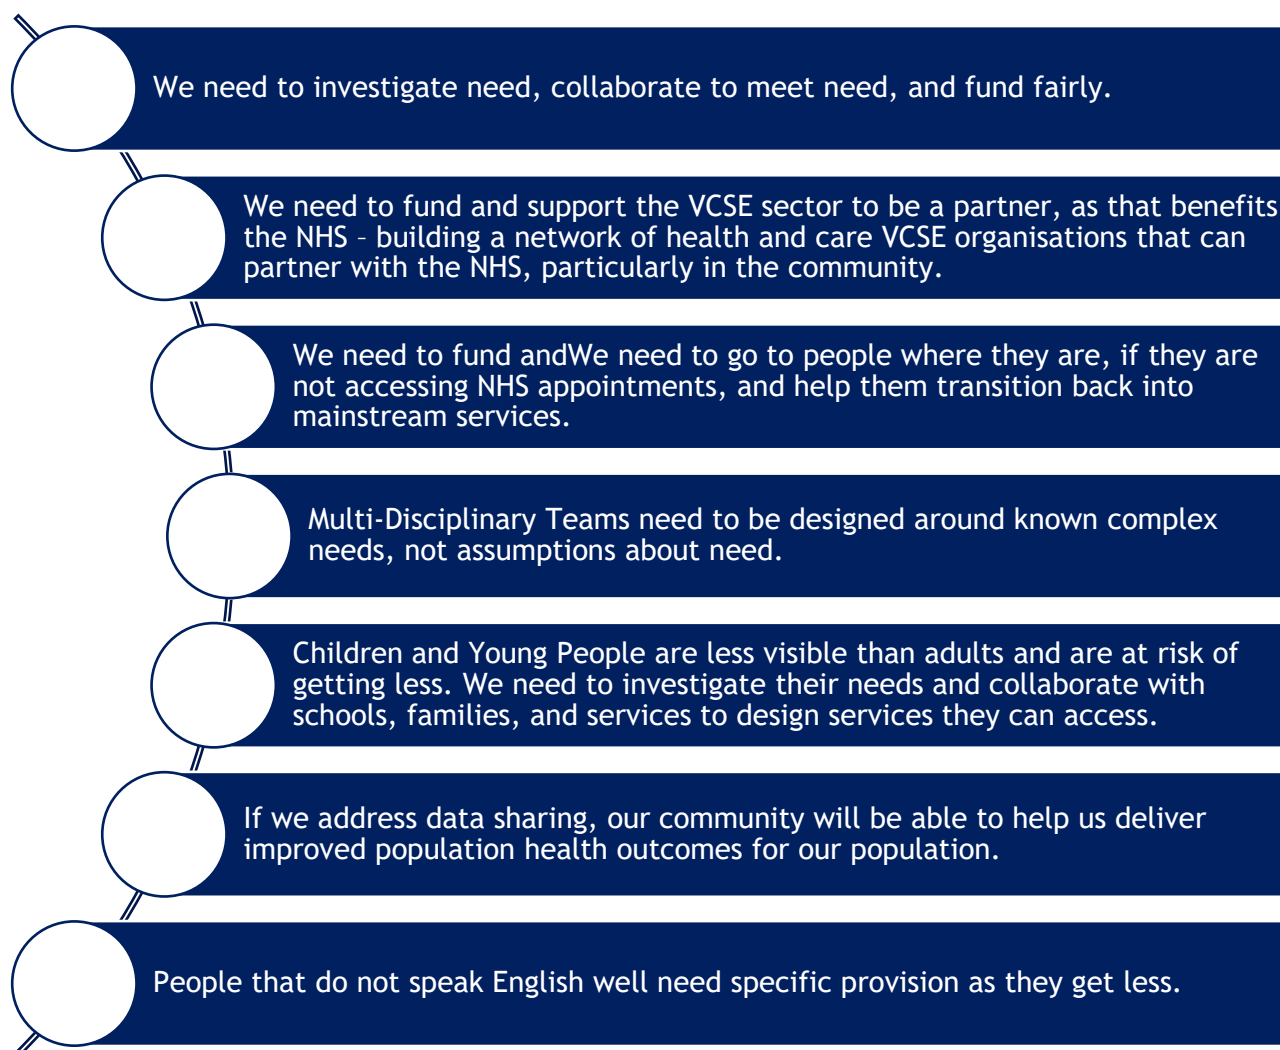 We need to investigate need, collaborate to meet need, and fund fairly.
We need to fund and support the VCSE sector to be a partner, as that benefits
the NHS – building a network of health and care VCSE organisations that can
partner with the NHS, particularly in the community.
We need to fund andWe need to go to people where they are, if they are
not accessing NHS appointments, and help them transition back into
mainstream services.
Multi-Disciplinary Teams need to be designed around known complex
needs, not assumptions about need.
Children and Young People are less visible than adults and are at risk of
getting less. We need to investigate their needs and collaborate with
schools, families, and services to design services they can access.
If we address data sharing, our community will be able to help us deliver
improved population health outcomes for our population.
People that do not speak English well need specific provision as they get less.